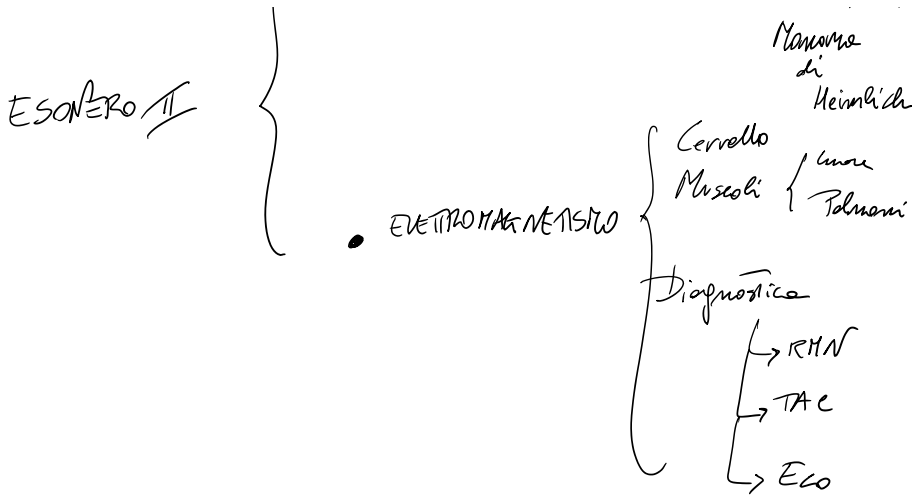 Manovra
di
Heimlich
ESONERO II
Cervello
Muscoli
Cuore
Polmoni
• ELETTROMAGNETISMO
Diagnostica
→ RMN
→ TAC
→ Eco